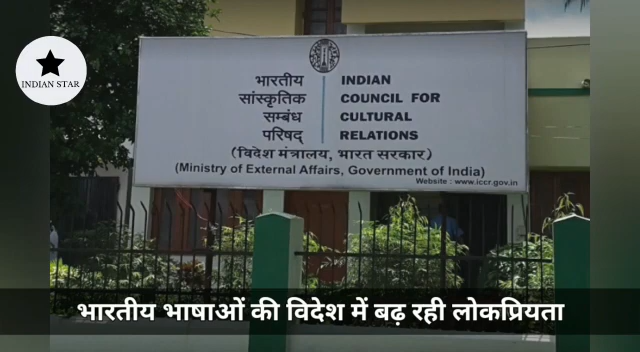 INDIAN STAR
भारतीय
सांस्कृतिक
सम्बंध
परिषद्
INDIAN
COUNCIL FOR
CULTURAL
RELATIONS
(विदेश मंत्रालय, भारत सरकार)
(Ministry of External Affairs, Government of India)
Website : www.iccr.gov.in
भारतीय भाषाओं की विदेश में बढ़ रही लोकप्रियता